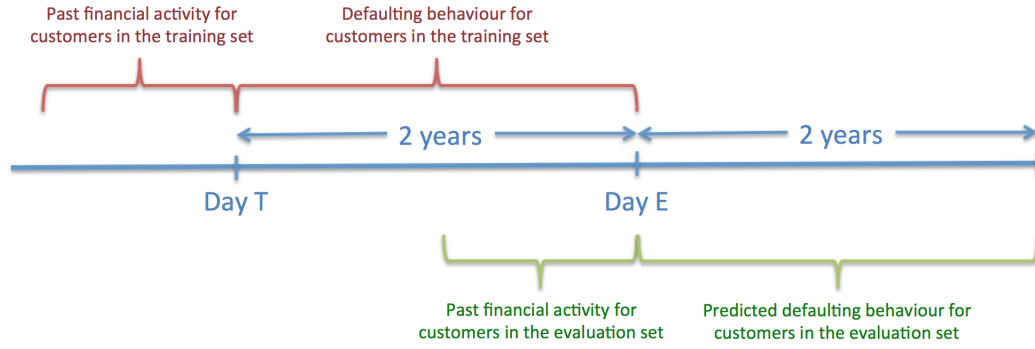 Past financial activity for
customers in the training set
Defaulting behaviour for
customers in the training set
2 years
2 years
Day T
Day E
Past financial activity for
customers in the evaluation set
Predicted defaulting behaviour for
customers in the evaluation set